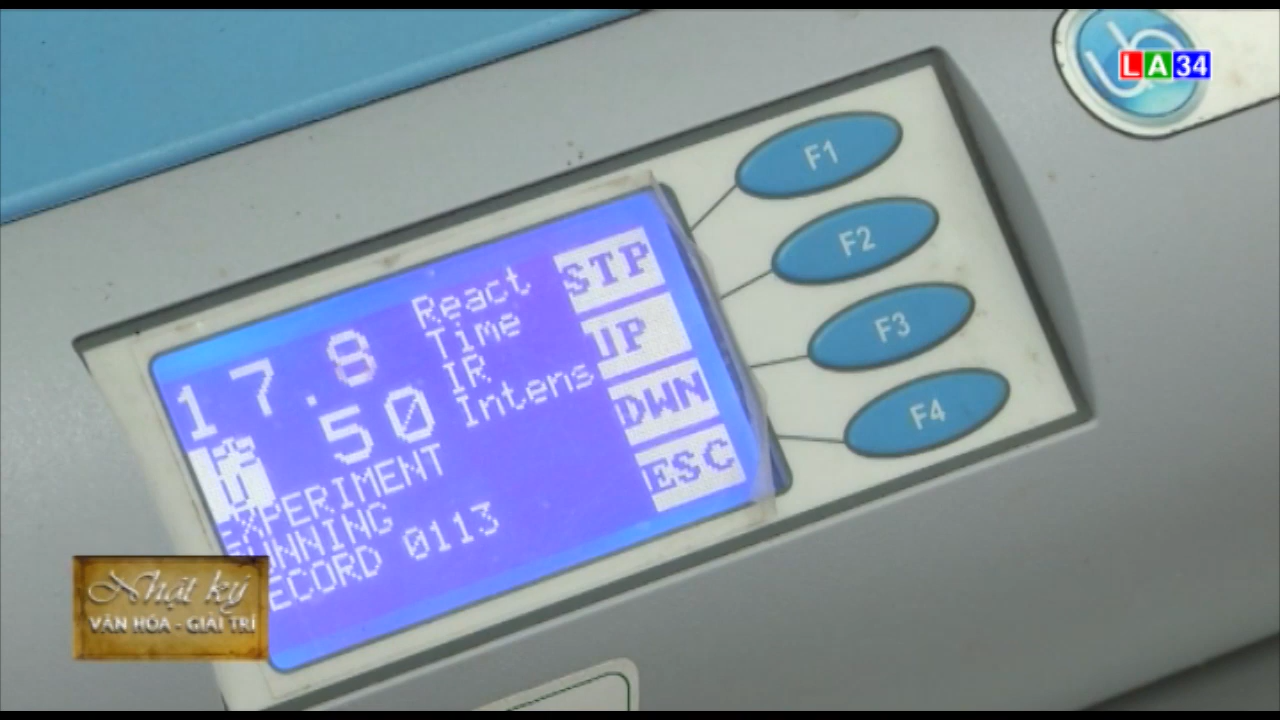 LA34
F1
F2
F3
F4
17.8 React Time
50 IR Intens
STP
UP
DWN
ESC
EXPERIMENT
RUNNING
RECORD 0113
Nhật ký
VĂN HÓA - GIẢI TRÍ